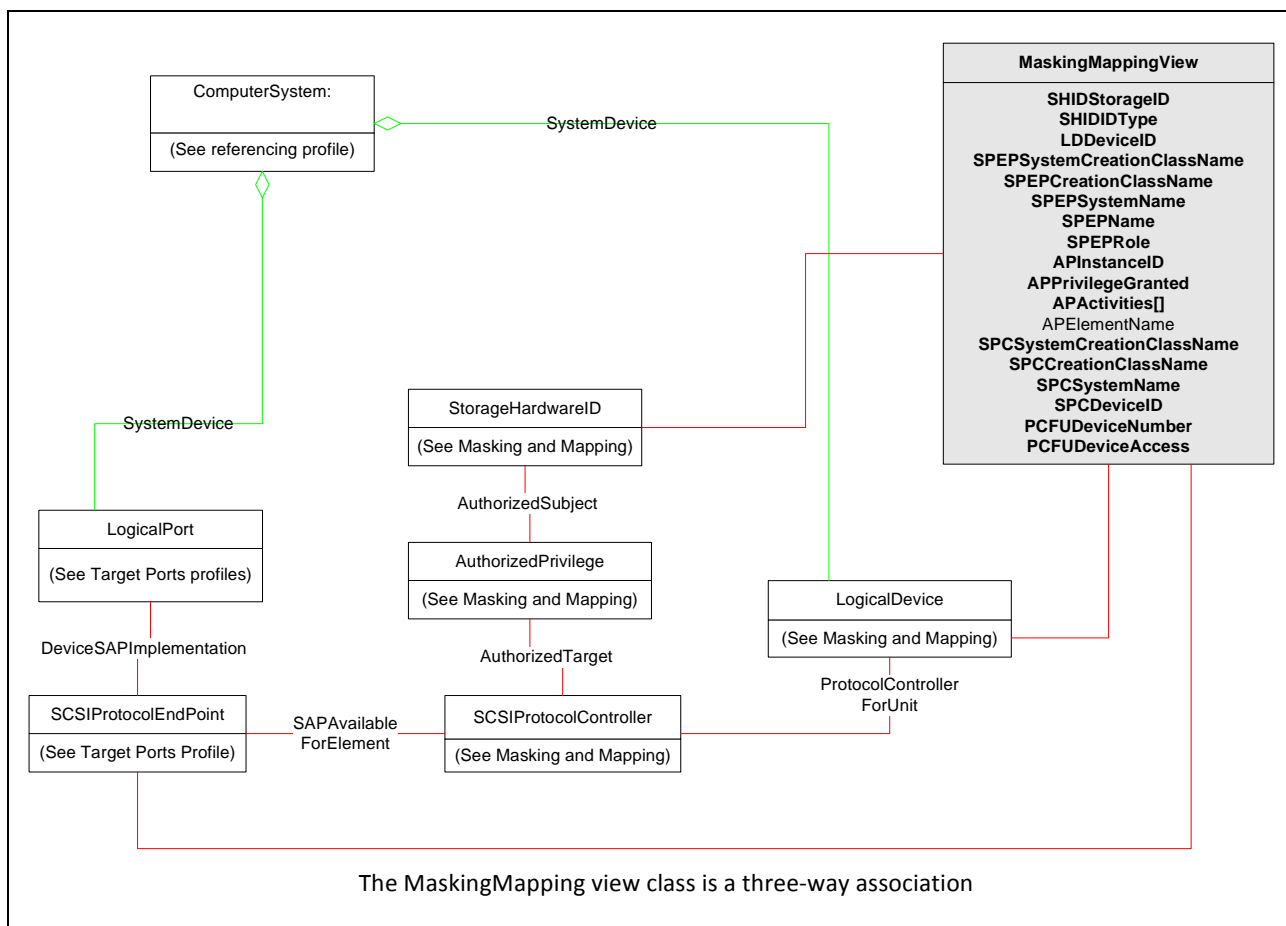 ComputerSystem:
(See referencing profile)
SystemDevice
MaskingMappingView
SHIDStorageID
SHIDIDType
LDDeviceID
SPEPSystemCreationClassName
SPEPCreationClassName
SPEPSystemName
SPEPName
SPEPRole
APInstanceID
APPrivilegeGranted
APActivities[]
APElementName
SPCSystemCreationClassName
SPCCreationClassName
SPCSystemName
SPCDeviceID
PCFUDeviceNumber
PCFUDeviceAccess
SystemDevice
StorageHardwareID
(See Masking and Mapping)
AuthorizedSubject
LogicalPort
(See Target Ports profiles)
AuthorizedPrivilege
(See Masking and Mapping)
LogicalDevice
(See Masking and Mapping)
DeviceSAPImplementation
AuthorizedTarget
ProtocolController
ForUnit
SCSIProtocolEndPoint
(See Target Ports Profile)
SAPAvailable
ForElement
SCSIProtocolController
(See Masking and Mapping)
The MaskingMapping view class is a three-way association